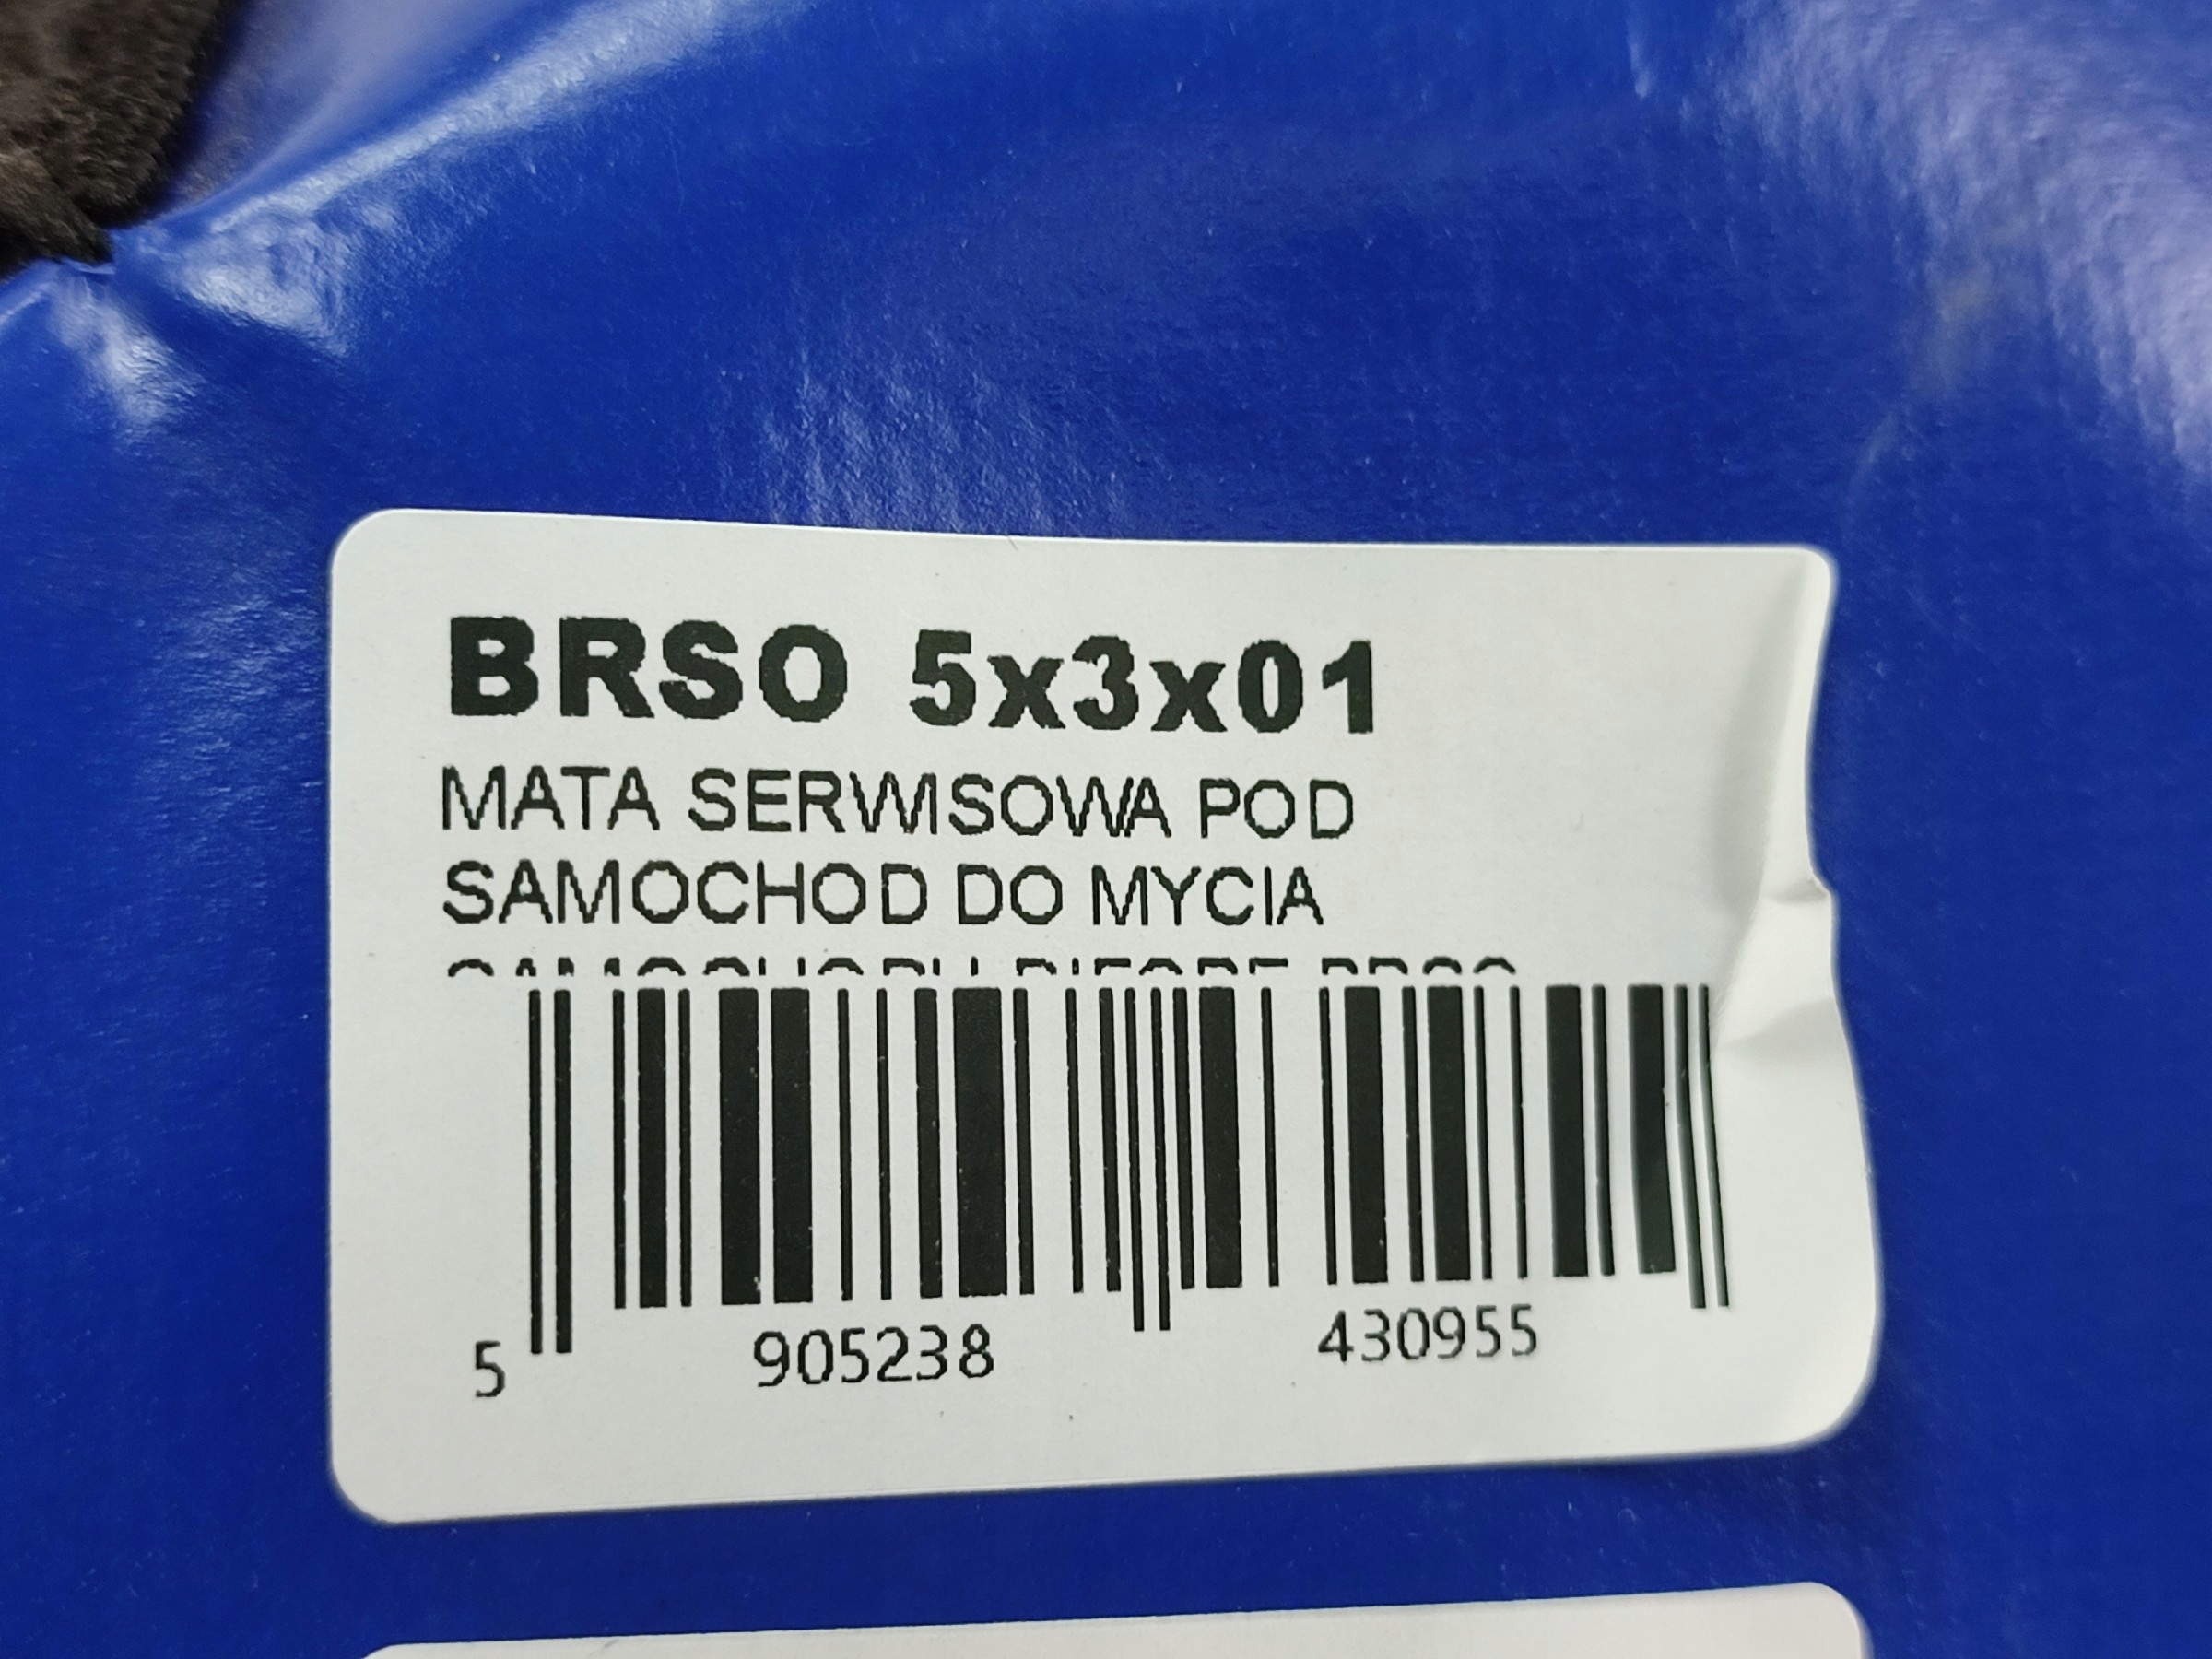 BRSO 5x3x01
MATA SERWISOWA POD
SAMOCHOD DO MYCIA
5 905238 430955